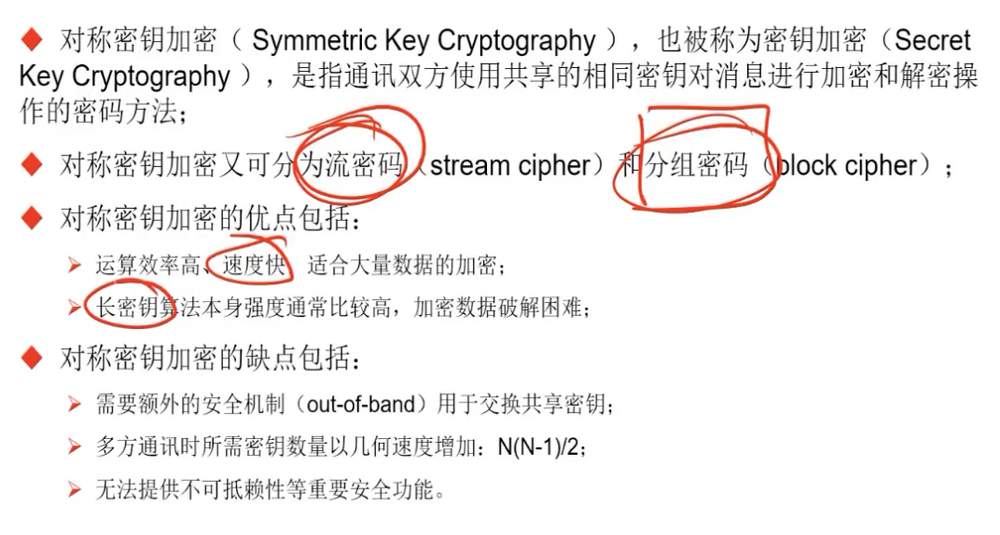 ◆ 对称密钥加密（ Symmetric Key Cryptography ），也被称为密钥加密（Secret
Key Cryptography ），是指通讯双方使用共享的相同密钥对消息进行加密和解密操
作的密码方法；
◆ 对称密钥加密又可分为流密码（stream cipher）和分组密码（block cipher）；
◆ 对称密钥加密的优点包括：
➢ 运算效率高、速度快，适合大量数据的加密；
➢ 长密钥算法本身强度通常比较高，加密数据破解困难；
◆ 对称密钥加密的缺点包括：
➢ 需要额外的安全机制（out-of-band）用于交换共享密钥；
➢ 多方通讯时所需密钥数量以几何速度增加：N(N-1)/2；
➢ 无法提供不可抵赖性等重要安全功能。